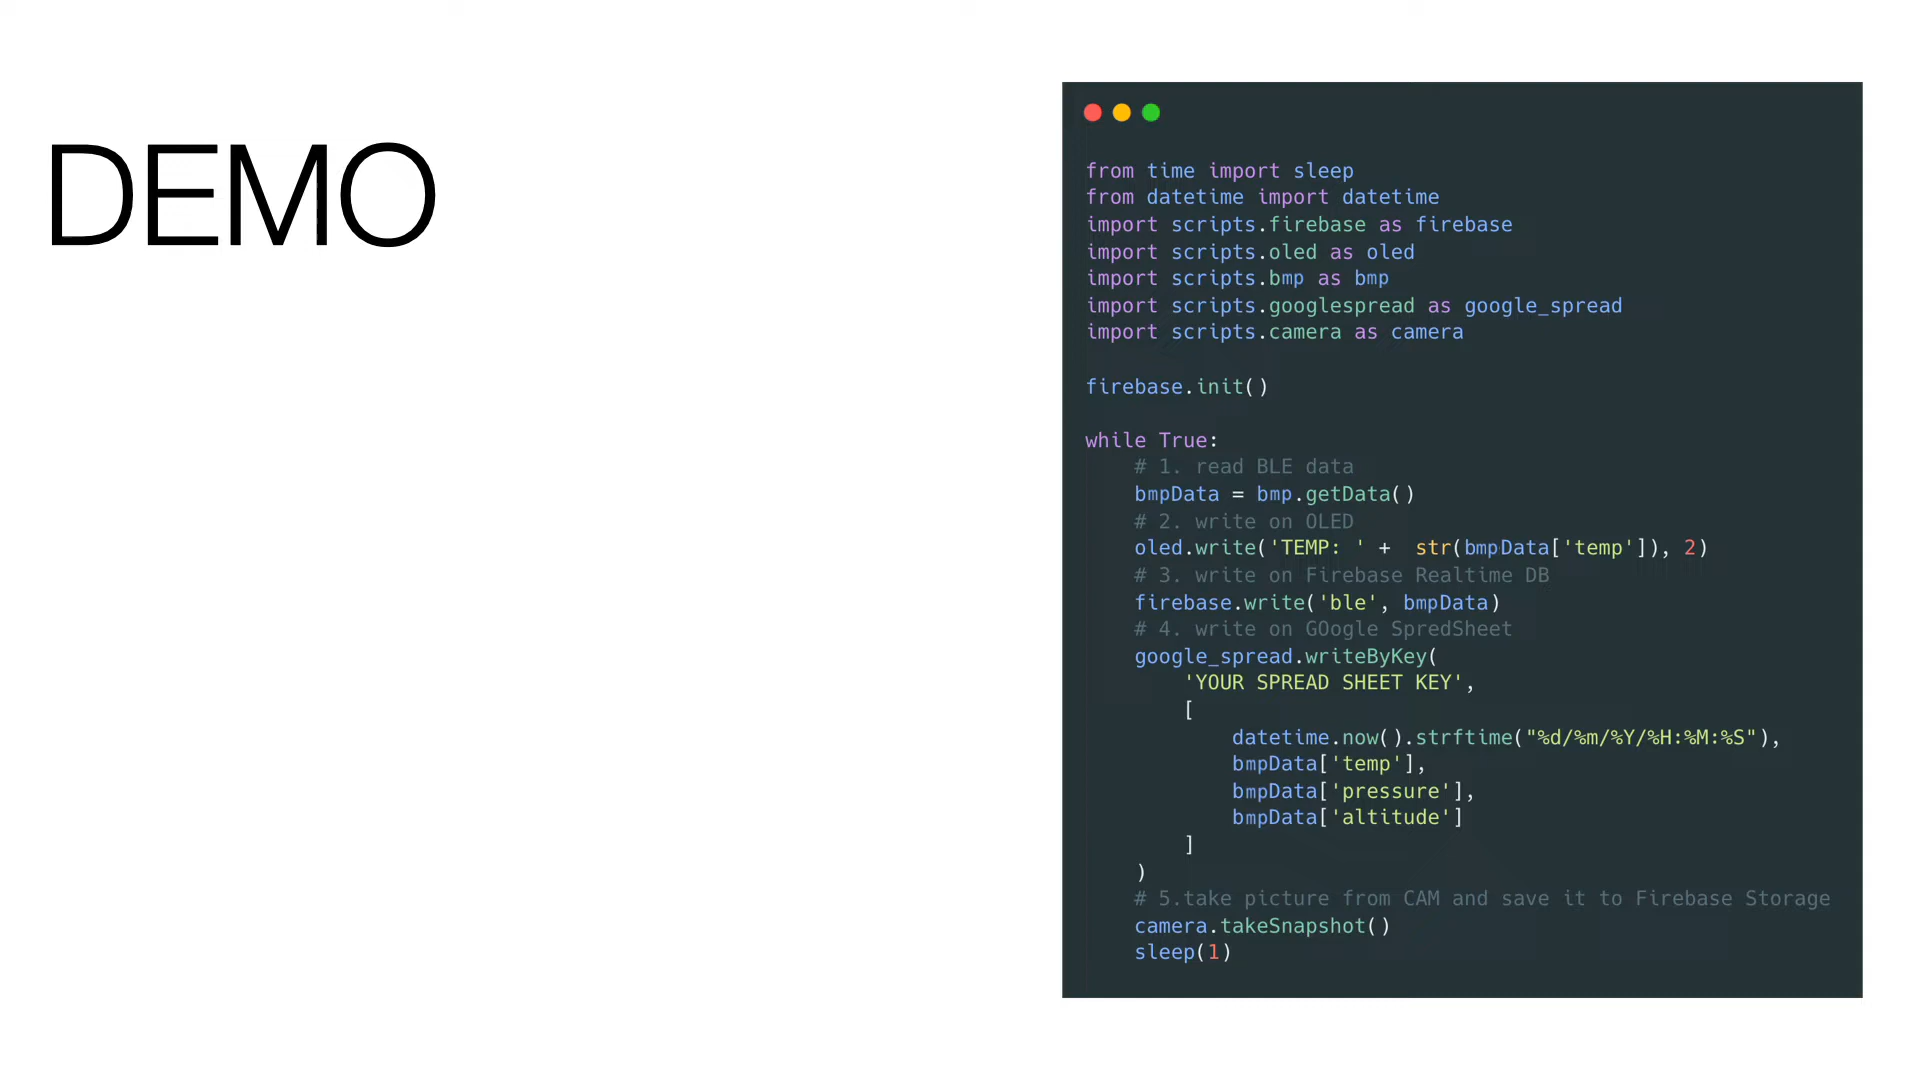 DEMO
from time import sleep
from datetime import datetime
import scripts.firebase as firebase
import scripts.oled as oled
import scripts.bmp as bmp
import scripts.googlespread as google_spread
import scripts.camera as camera
firebase.init()
while True:
# 1. read BLE data
bmpData = bmp.getData()
# 2. write on OLED
oled.write('TEMP: ' +  str(bmpData['temp']), 2)
# 3. write on Firebase Realtime DB
firebase.write('ble', bmpData)
# 4. write on GOogle SpredSheet
google_spread.writeByKey(
'YOUR SPREAD SHEET KEY',
[
datetime.now().strftime("%d/%m/%Y/%H:%M:%S"),
bmpData['temp'],
bmpData['pressure'],
bmpData['altitude']
]
)
# 5.take picture from CAM and save it to Firebase Storage
camera.takeSnapshot()
sleep(1)